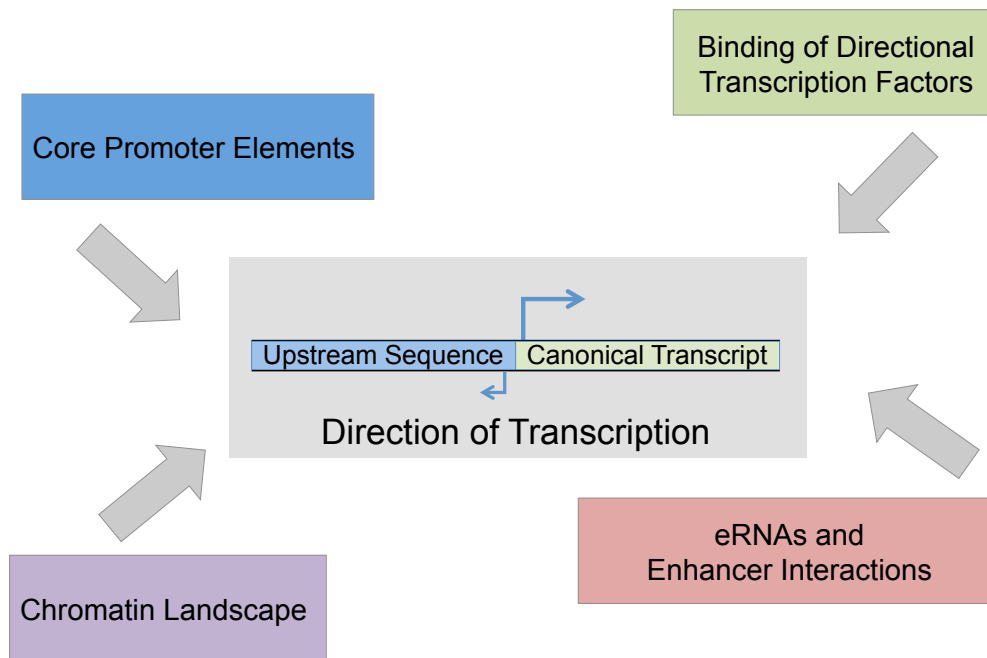 Binding of Directional
Transcription Factors
Core Promoter Elements
Upstream Sequence
Canonical Transcript
Direction of Transcription
eRNAs and
Enhancer Interactions
Chromatin Landscape